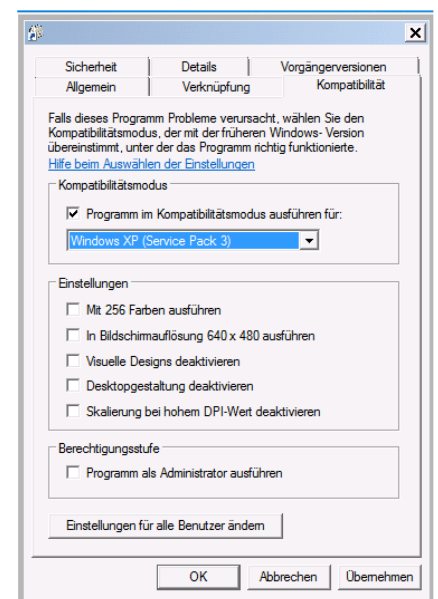 Sicherheit Details Vorgängerversionen
Allgemein Verknüpfung Kompatibilität
Falls dieses Programm Probleme verursacht, wählen Sie den
Kompatibilitätsmodus, der mit der früheren Windows- Version
übereinstimmt, unter der das Programm richtig funktionierte.
Hilfe beim Auswählen der Einstellungen
Kompatibilitätsmodus
Programm im Kompatibilitätsmodus ausführen für:
Windows XP (Service Pack 3)
Einstellungen
Mit 256 Farben ausführen
In Bildschirmauflösung 640 x 480 ausführen
Visuelle Designs deaktivieren
Desktopgestaltung deaktivieren
Skalierung bei hohem DPI-Wert deaktivieren
Berechtigungsstufe
Programm als Administrator ausführen
Einstellungen für alle Benutzer ändern
OK Abbrechen Übernehmen